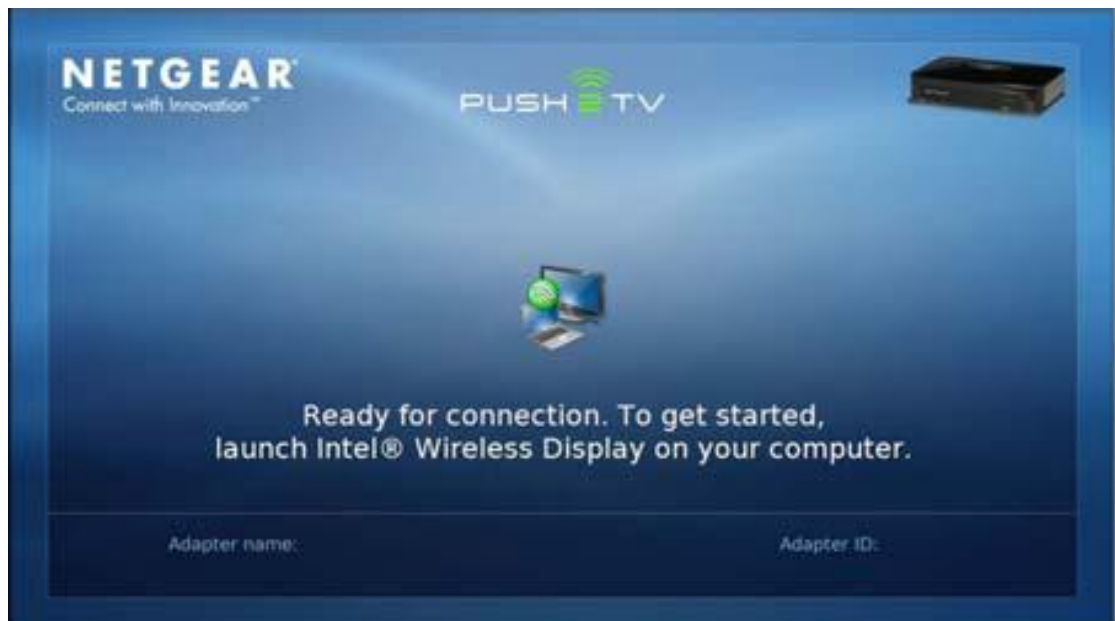 NETGEAR
Connect with Innovation™
PUSH TV
Ready for connection. To get started,
launch Intel® Wireless Display on your computer.
Adapter name:
Adapter ID: